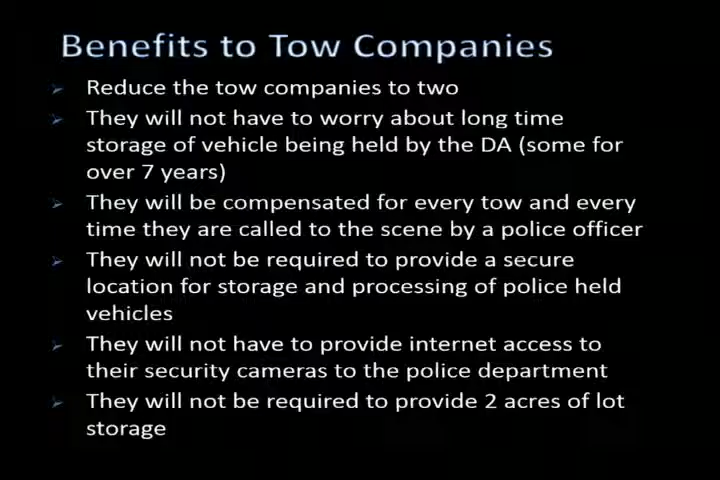 Benefits to Tow Companies
Reduce the tow companies to two
They will not have to worry about long time
storage of vehicle being held by the DA (some for
over 7 years)
They will be compensated for every tow and every
time they are called to the scene by a police officer
They will not be required to provide a secure
location for storage and processing of police held
vehicles
They will not have to provide internet access to
their security cameras to the police department
They will not be required to provide 2 acres of lot
storage